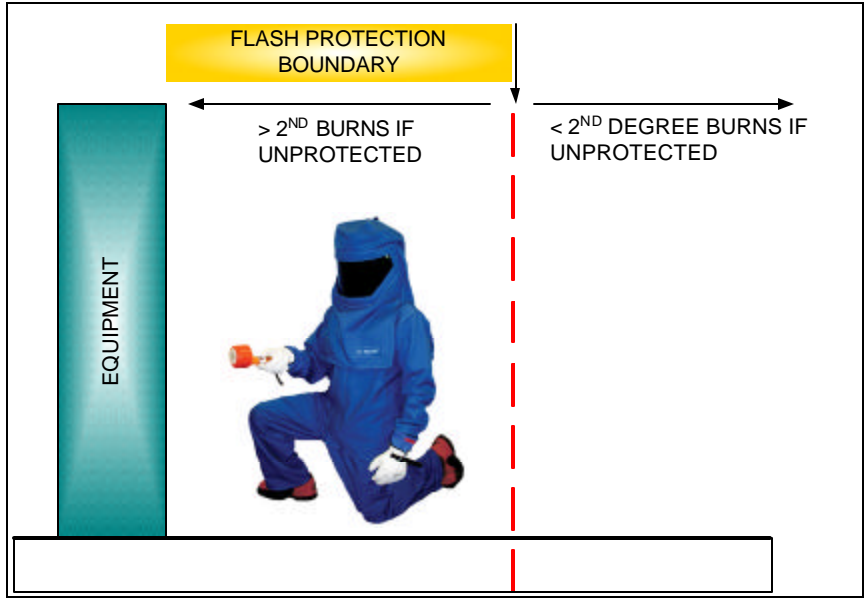 FLASH PROTECTION
BOUNDARY
> 2ND BURNS IF
UNPROTECTED
< 2ND DEGREE BURNS IF
UNPROTECTED
EQUIPMENT